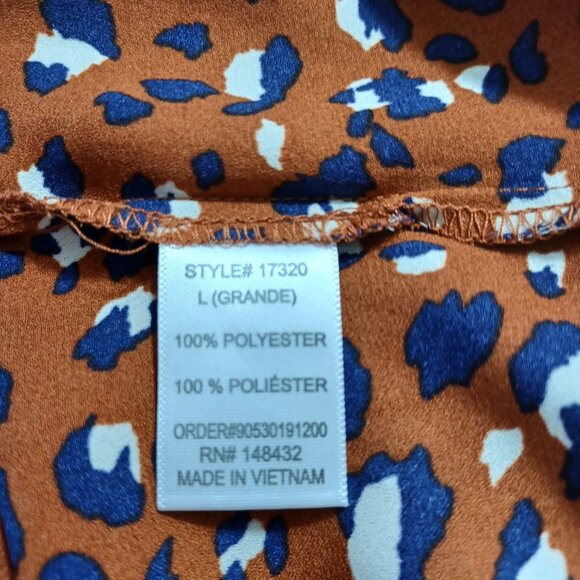 STYLE# 17320
L (GRANDE)
100% POLYESTER
100 % POLIÉSTER
ORDER#90530191200
RN# 148432
MADE IN VIETNAM